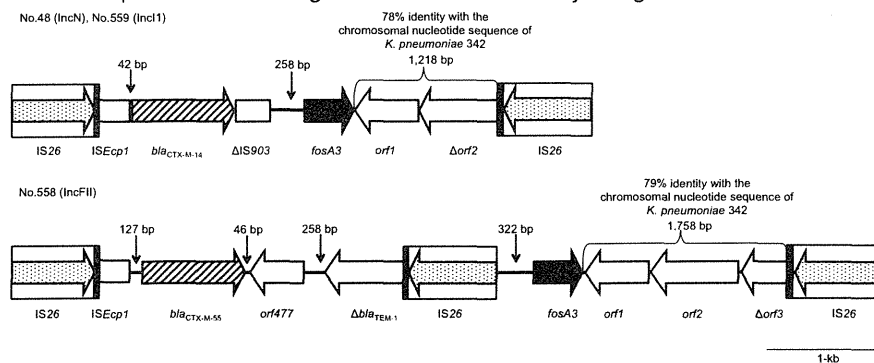 No.48 (IncN), No.559 (IncI1)
78% identity with the
chromosomal nucleotide sequence of
K. pneumoniae 342
42 bp
258 bp
1,218 bp
IS26
ISEcp1
blaCTX-M-14
ΔIS903
fosA3
orf1
Δorf2
IS26
No.558 (IncFII)
79% identity with the
chromosomal nucleotide sequence of
K. pneumoniae 342
127 bp
46 bp
258 bp
322 bp
1.758 bp
IS26
ISEcp1
blaCTX-M-55
orf477
ΔblaTEM-1
IS26
fosA3
orf1
orf2
Δorf3
IS26
1-kb